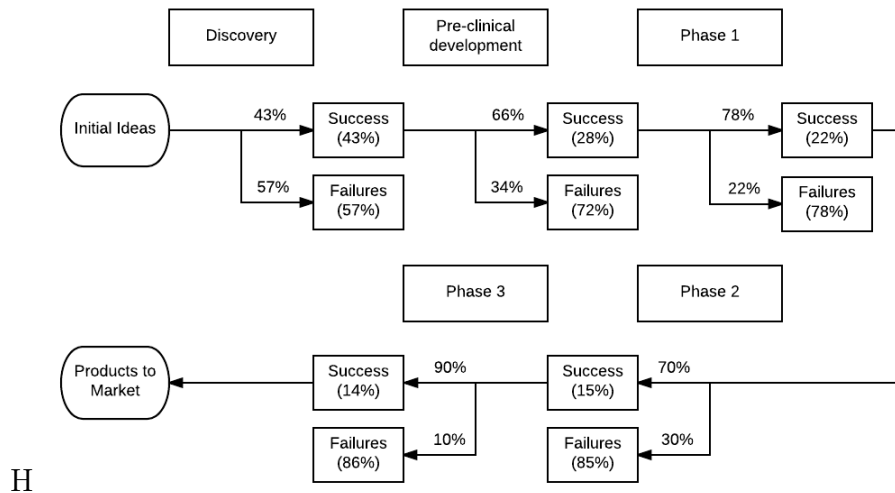 Discovery
Pre-clinical
development
Phase 1
Initial Ideas
43%
Success
(43%)
66%
Success
(28%)
78%
Success
(22%)
57%
Failures
(57%)
34%
Failures
(72%)
22%
Failures
(78%)
Phase 3
Phase 2
Products to
Market
Success
(14%)
90%
Success
(15%)
70%
Failures
(86%)
10%
Failures
(85%)
30%
H